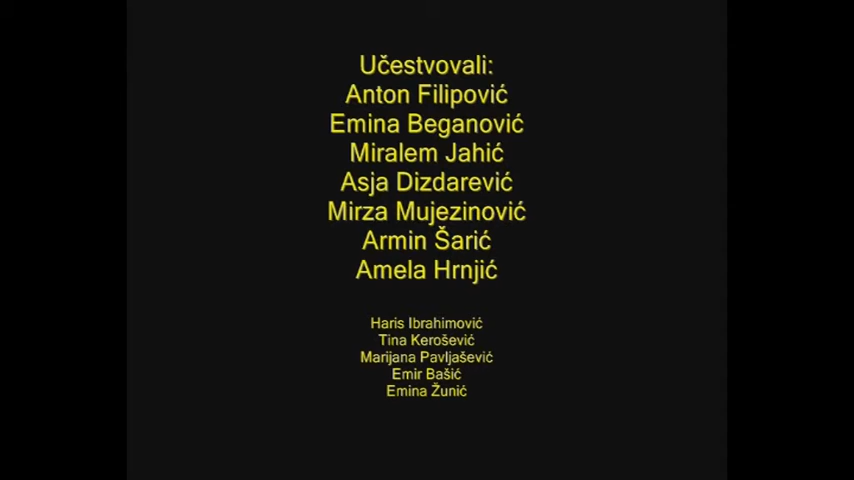 Učestvovali:
Anton Filipović
Emina Beganović
Miralem Jahić
Asja Dizdarević
Mirza Mujezinović
Armin Šarić
Amela Hrnjić
Haris Ibrahimović
Tina Kerošević
Marijana Pavljašević
Emir Bašić
Emina Žunić